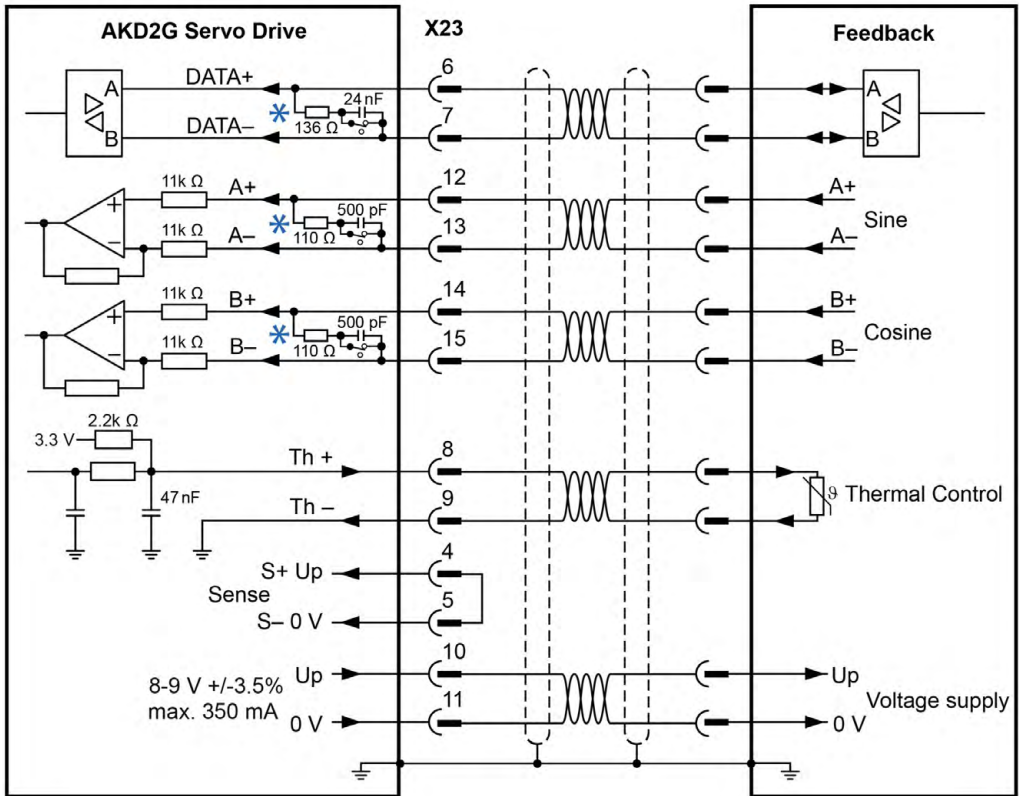 AKD2G Servo Drive
X23
Feedback
A
DATA+
6
A
*
136 Ω
24 nF
B
DATA–
7
B
11k Ω
A+
12
A+
+
*
110 Ω
500 pF
Sine
–
11k Ω
A–
13
A–
11k Ω
B+
14
B+
+
*
110 Ω
500 pF
Cosine
–
11k Ω
B–
15
B–
2.2k Ω
3.3 V
Th +
8
47 nF
ϑ Thermal Control
Th –
9
S+ Up
4
Sense
S– 0 V
5
8-9 V +/-3.5%
max. 350 mA
Up
10
Up
Voltage supply
0 V
11
0 V